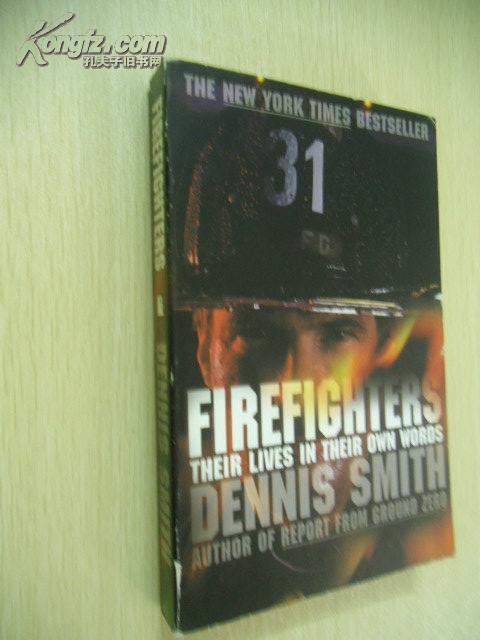 Kongfz.com
孔夫子旧书网
THE NEW YORK TIMES BESTSELLER
31
FD
FIREFIGHTERS
THEIR LIVES IN THEIR OWN WORDS
DENNIS SMITH
AUTHOR OF REPORT FROM GROUND ZERO
FIREFIGHTERS
DENNIS SMITH